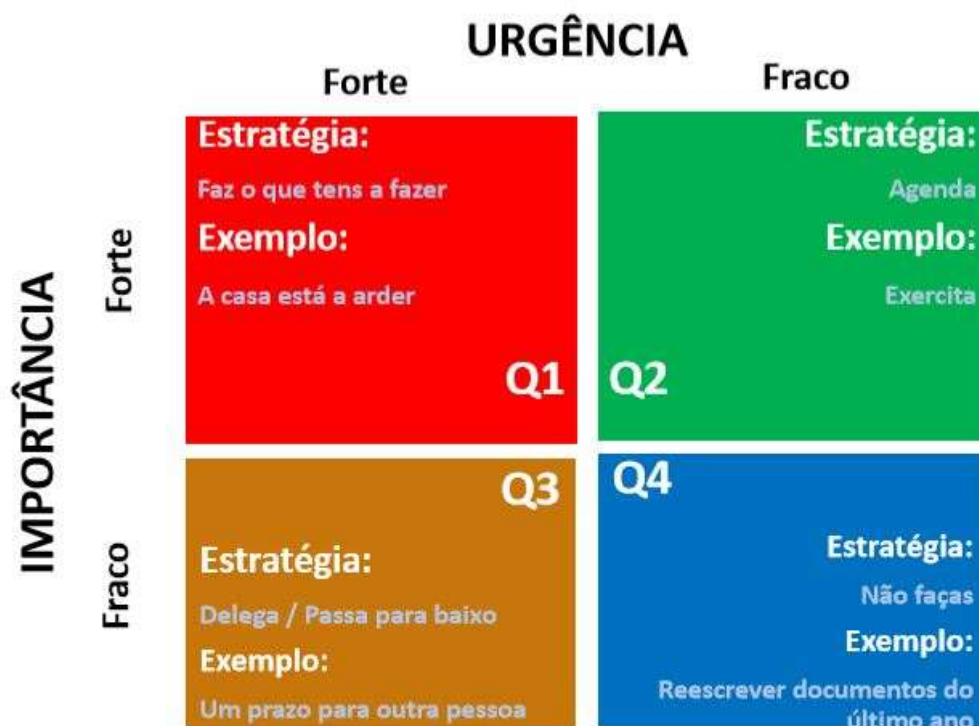 URGÊNCIA
Forte
Fraco
IMPORTÂNCIA
Forte
Fraco
Estratégia:
Faz o que tens a fazer
Exemplo:
A casa está a arder
Q1
Estratégia:
Agenda
Exemplo:
Exercita
Q2
Q3
Estratégia:
Delega / Passa para baixo
Exemplo:
Um prazo para outra pessoa
Q4
Estratégia:
Não faças
Exemplo:
Reescrever documentos do
último ano